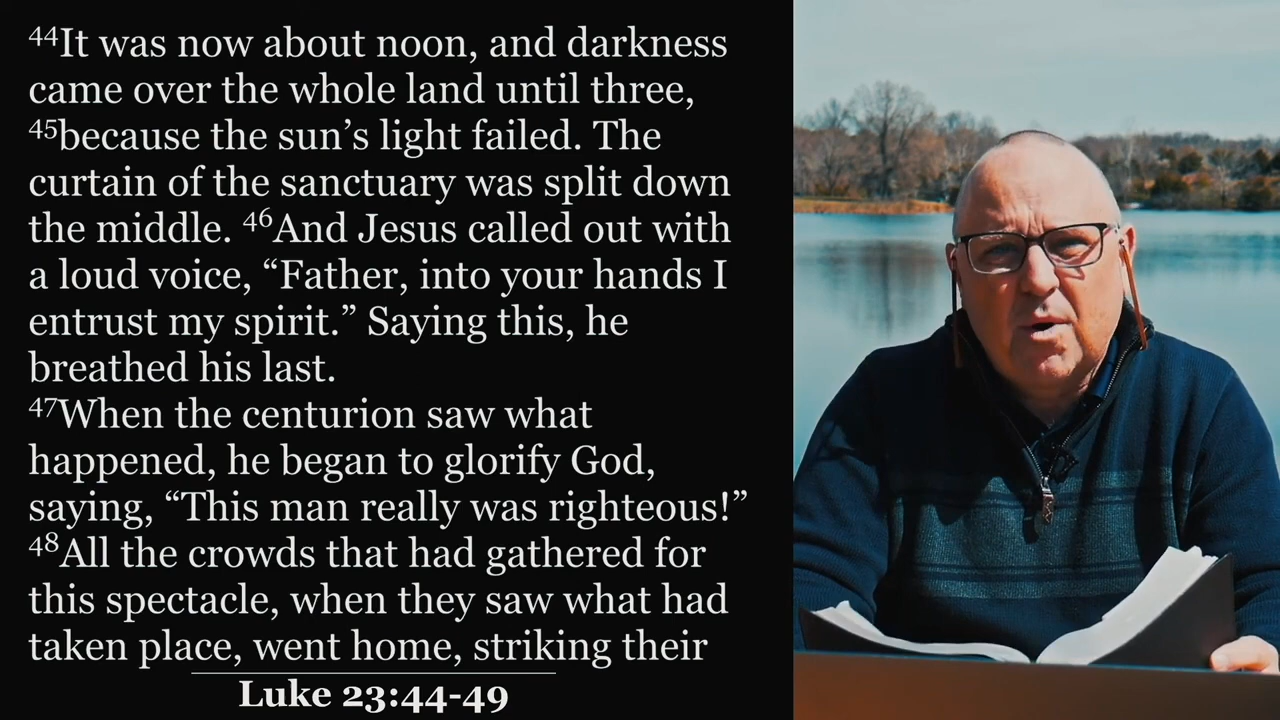 44It was now about noon, and darkness
came over the whole land until three,
45because the sun’s light failed. The
curtain of the sanctuary was split down
the middle. 46And Jesus called out with
a loud voice, “Father, into your hands I
entrust my spirit.” Saying this, he
breathed his last.
47When the centurion saw what
happened, he began to glorify God,
saying, “This man really was righteous!”
48All the crowds that had gathered for
this spectacle, when they saw what had
taken place, went home, striking their
Luke 23:44-49